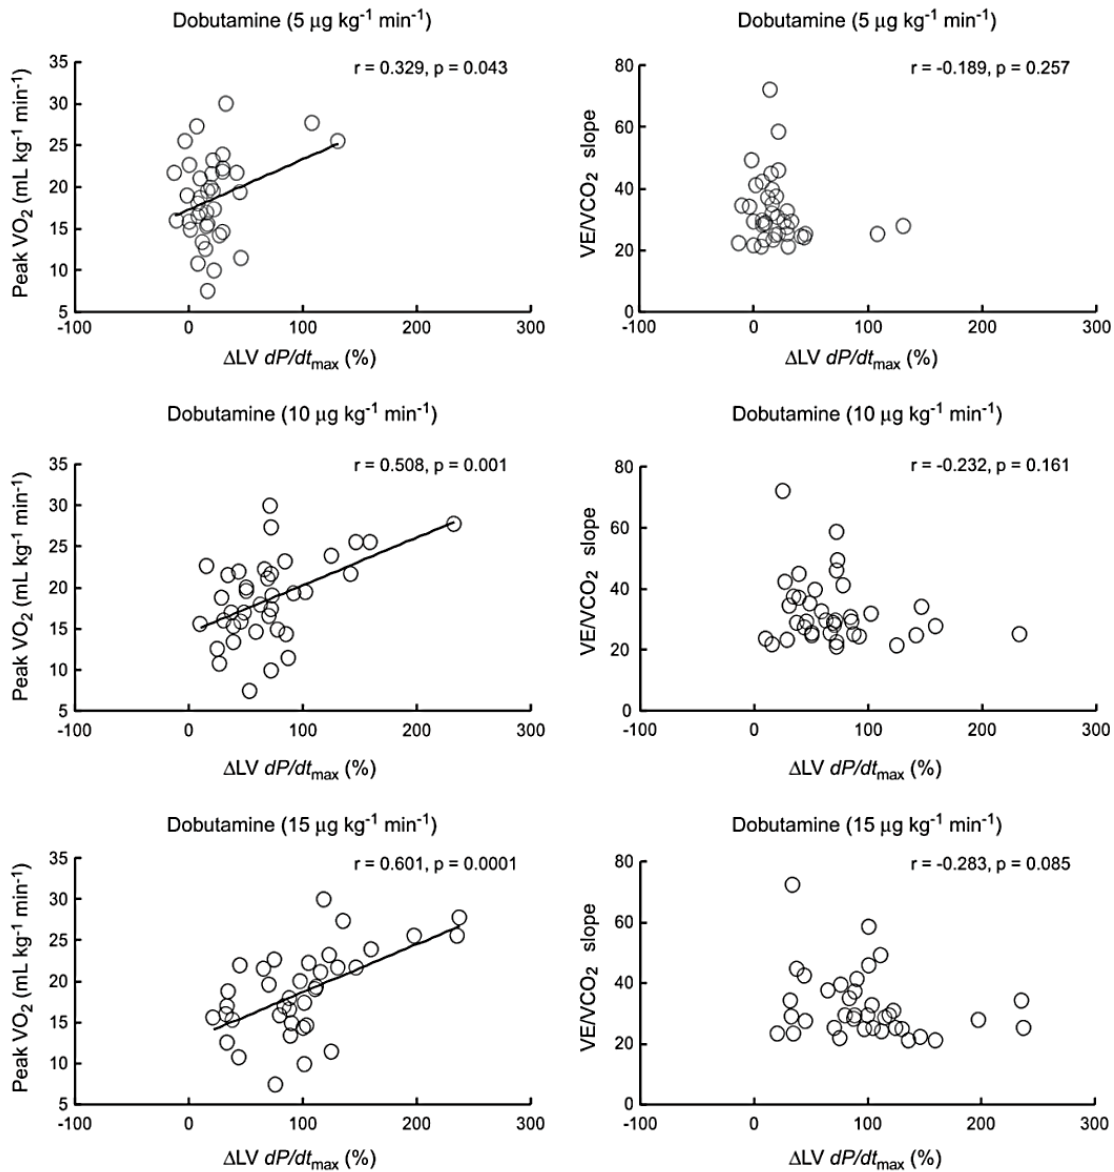 Dobutamine (5 μg kg⁻¹ min⁻¹)
r = 0.329, p = 0.043
Peak VO₂ (mL kg⁻¹ min⁻¹)
35
30
25
20
15
10
5
-100
0
100
200
300
ΔLV dP/dtmax (%)
Dobutamine (5 μg kg⁻¹ min⁻¹)
r = -0.189, p = 0.257
VE/VCO₂ slope
80
60
40
20
0
-100
0
100
200
300
ΔLV dP/dtmax (%)
Dobutamine (10 μg kg⁻¹ min⁻¹)
r = 0.508, p = 0.001
Peak VO₂ (mL kg⁻¹ min⁻¹)
35
30
25
20
15
10
5
-100
0
100
200
300
ΔLV dP/dtmax (%)
Dobutamine (10 μg kg⁻¹ min⁻¹)
r = -0.232, p = 0.161
VE/VCO₂ slope
80
60
40
20
0
-100
0
100
200
300
ΔLV dP/dtmax (%)
Dobutamine (15 μg kg⁻¹ min⁻¹)
r = 0.601, p = 0.0001
Peak VO₂ (mL kg⁻¹ min⁻¹)
35
30
25
20
15
10
5
-100
0
100
200
300
ΔLV dP/dtmax (%)
Dobutamine (15 μg kg⁻¹ min⁻¹)
r = -0.283, p = 0.085
VE/VCO₂ slope
80
60
40
20
0
-100
0
100
200
300
ΔLV dP/dtmax (%)